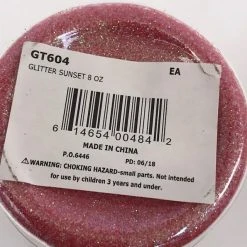 GT604
GLITTER SUNSET 8 OZ
EA
6 14654 00484 2
MADE IN CHINA
P.O.6446 PD: 06/18
⚠WARNING: CHOKING HAZARD-small parts. Not intended
for use by children 3 years and under.